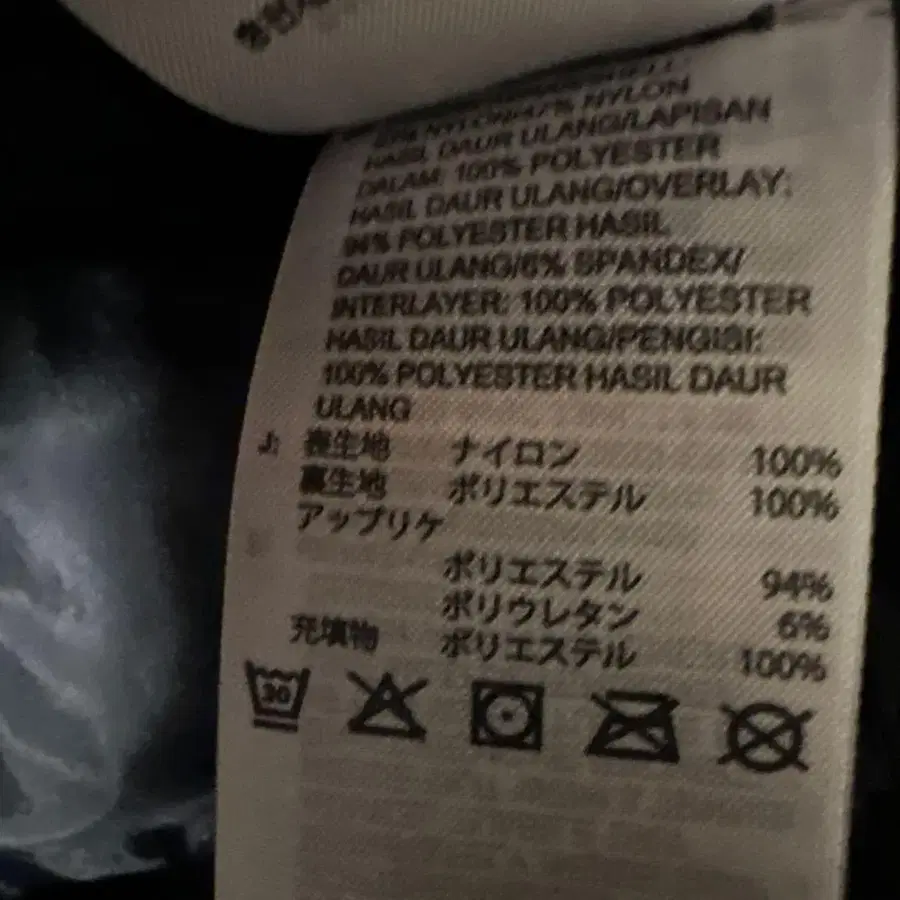 NYLON
HASIL DAUR ULANG/LAPISAN
DALAM: 100% POLYESTER
HASIL DAUR ULANG/OVERLAY:
94% POLYESTER HASIL
DAUR ULANG/6% SPANDEX/
INTERLAYER: 100% POLYESTER
HASIL DAUR ULANG/PENGISI:
100% POLYESTER HASIL DAUR
ULANG
J: 表生地 ナイロン 100%
裏生地 ポリエステル 100%
アップリケ
ポリエステル 94%
ポリウレタン 6%
充填物 ポリエステル 100%
30